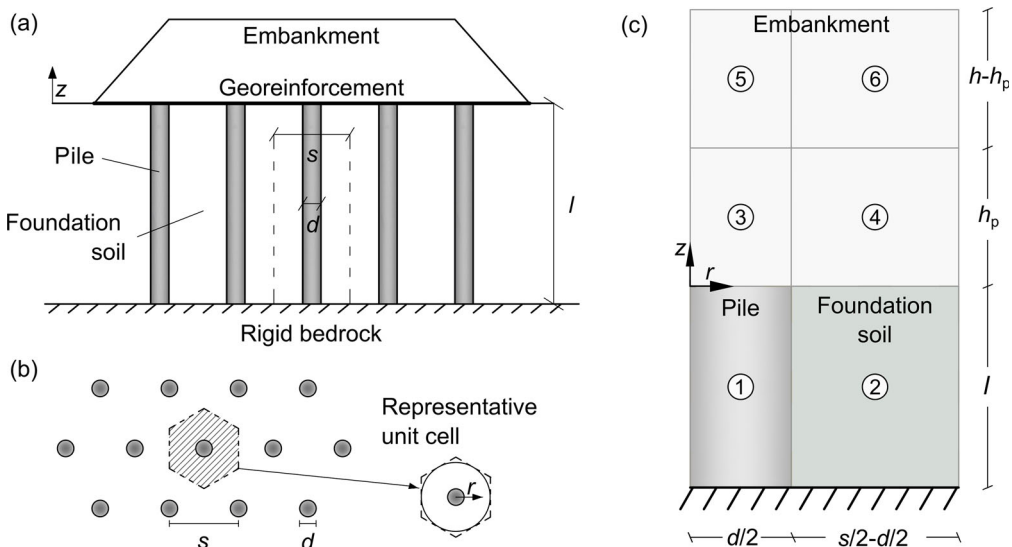 (a)
Embankment
Georeinforcement
z
s
Pile
d
l
Foundation
soil
Rigid bedrock
(b)
Representative
unit cell
r
s
d
(c)
Embankment
5
6
h-hp
3
4
hp
z
r
Pile
Foundation
soil
1
2
l
d/2
s/2-d/2